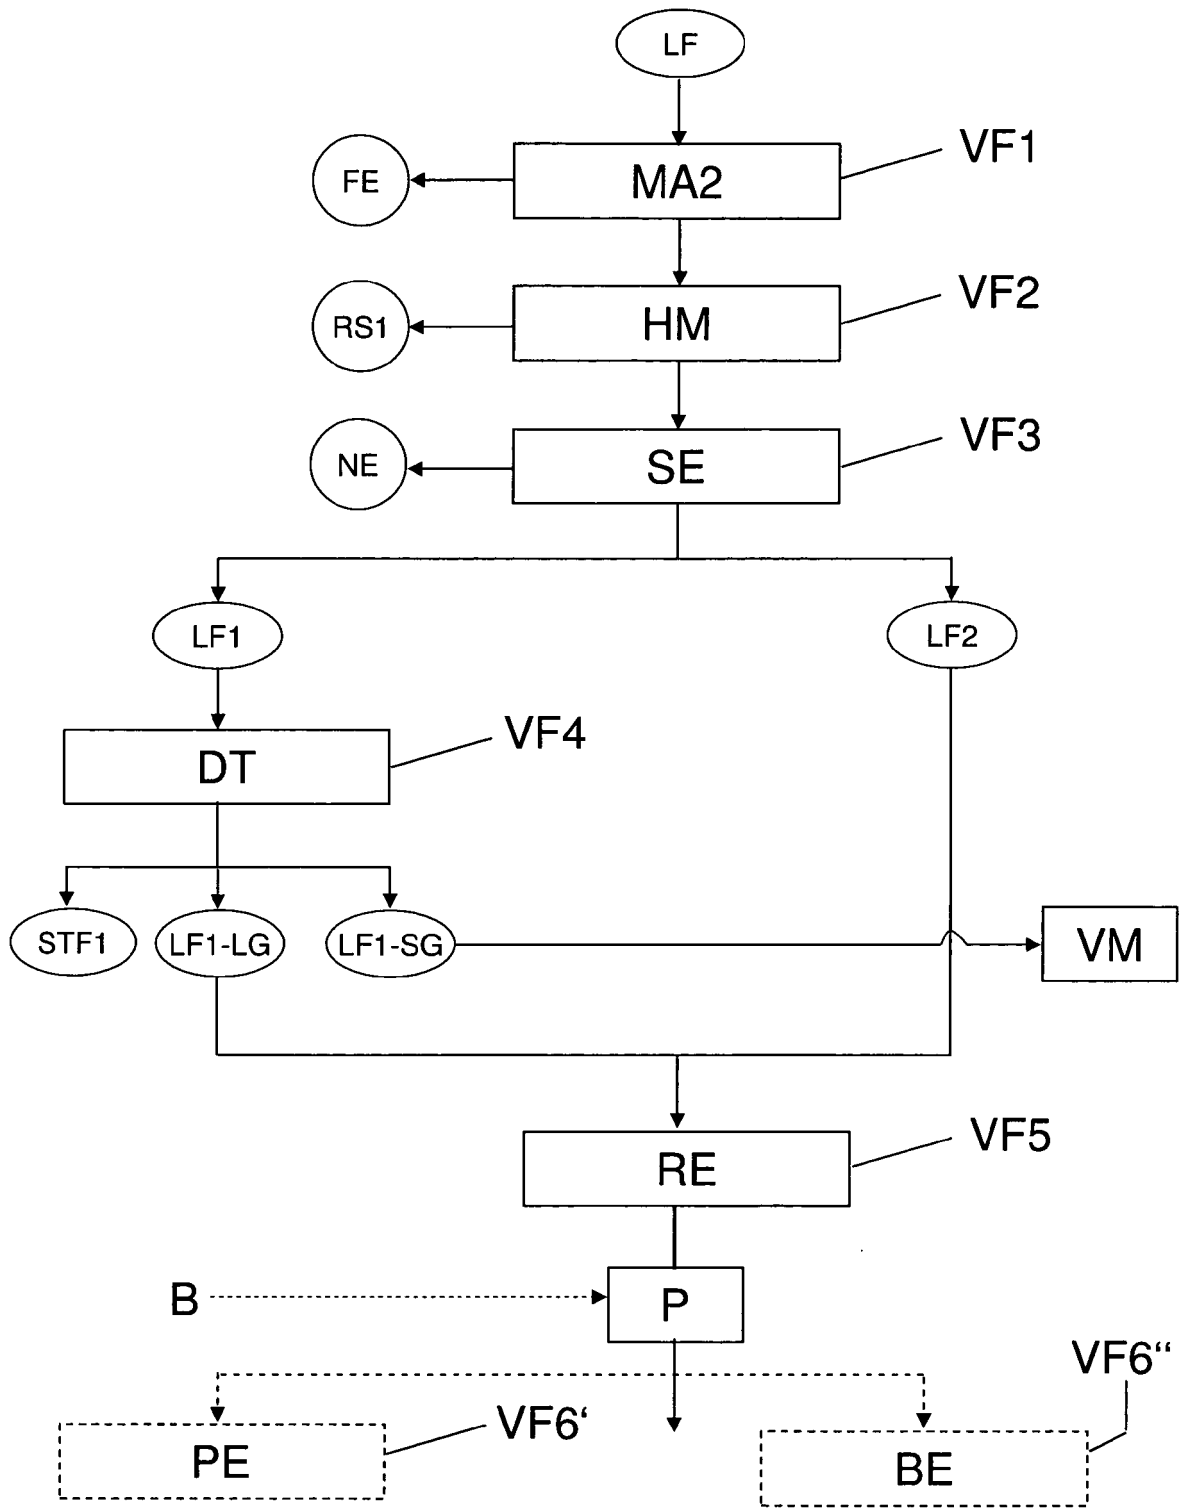 LF
VF1
FE
MA2
VF2
RS1
HM
VF3
NE
SE
LF1
LF2
VF4
DT
STF1
LF1-LG
LF1-SG
VM
VF5
RE
B
P
VF6“
VF6‘
PE
BE